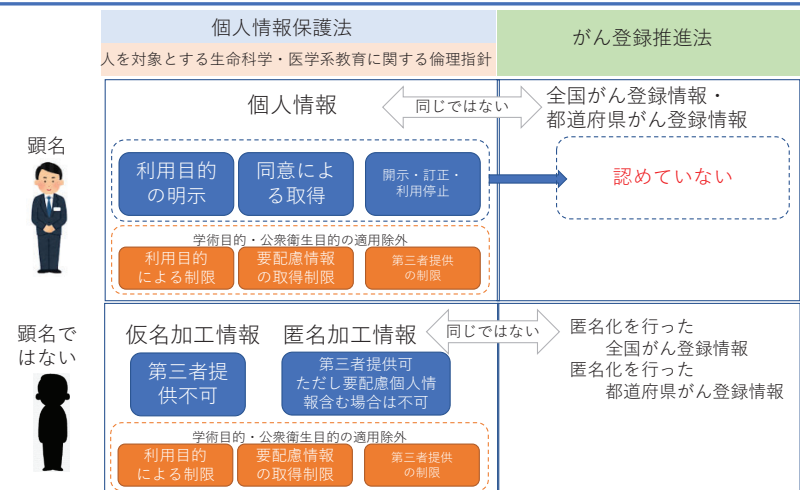 個人情報保護法
人を対象とする生命科学・医学系教育に関する倫理指針
がん登録推進法
顕名
個人情報
同じではない
全国がん登録情報・
都道府県がん登録情報
利用目的
の明示
同意によ
る取得
開示・訂正・
利用停止
認めていない
学術目的・公衆衛生目的の適用除外
利用目的
による制限
要配慮情報
の取得制限
第三者提供
の制限
顕名で
はない
仮名加工情報
匿名加工情報
同じではない
匿名化を行った
全国がん登録情報
匿名化を行った
都道府県がん登録情報
第三者提
供不可
第三者提供可
ただし要配慮個人情
報含む場合は不可
学術目的・公衆衛生目的の適用除外
利用目的
による制限
要配慮情報
の取得制限
第三者提供
の制限